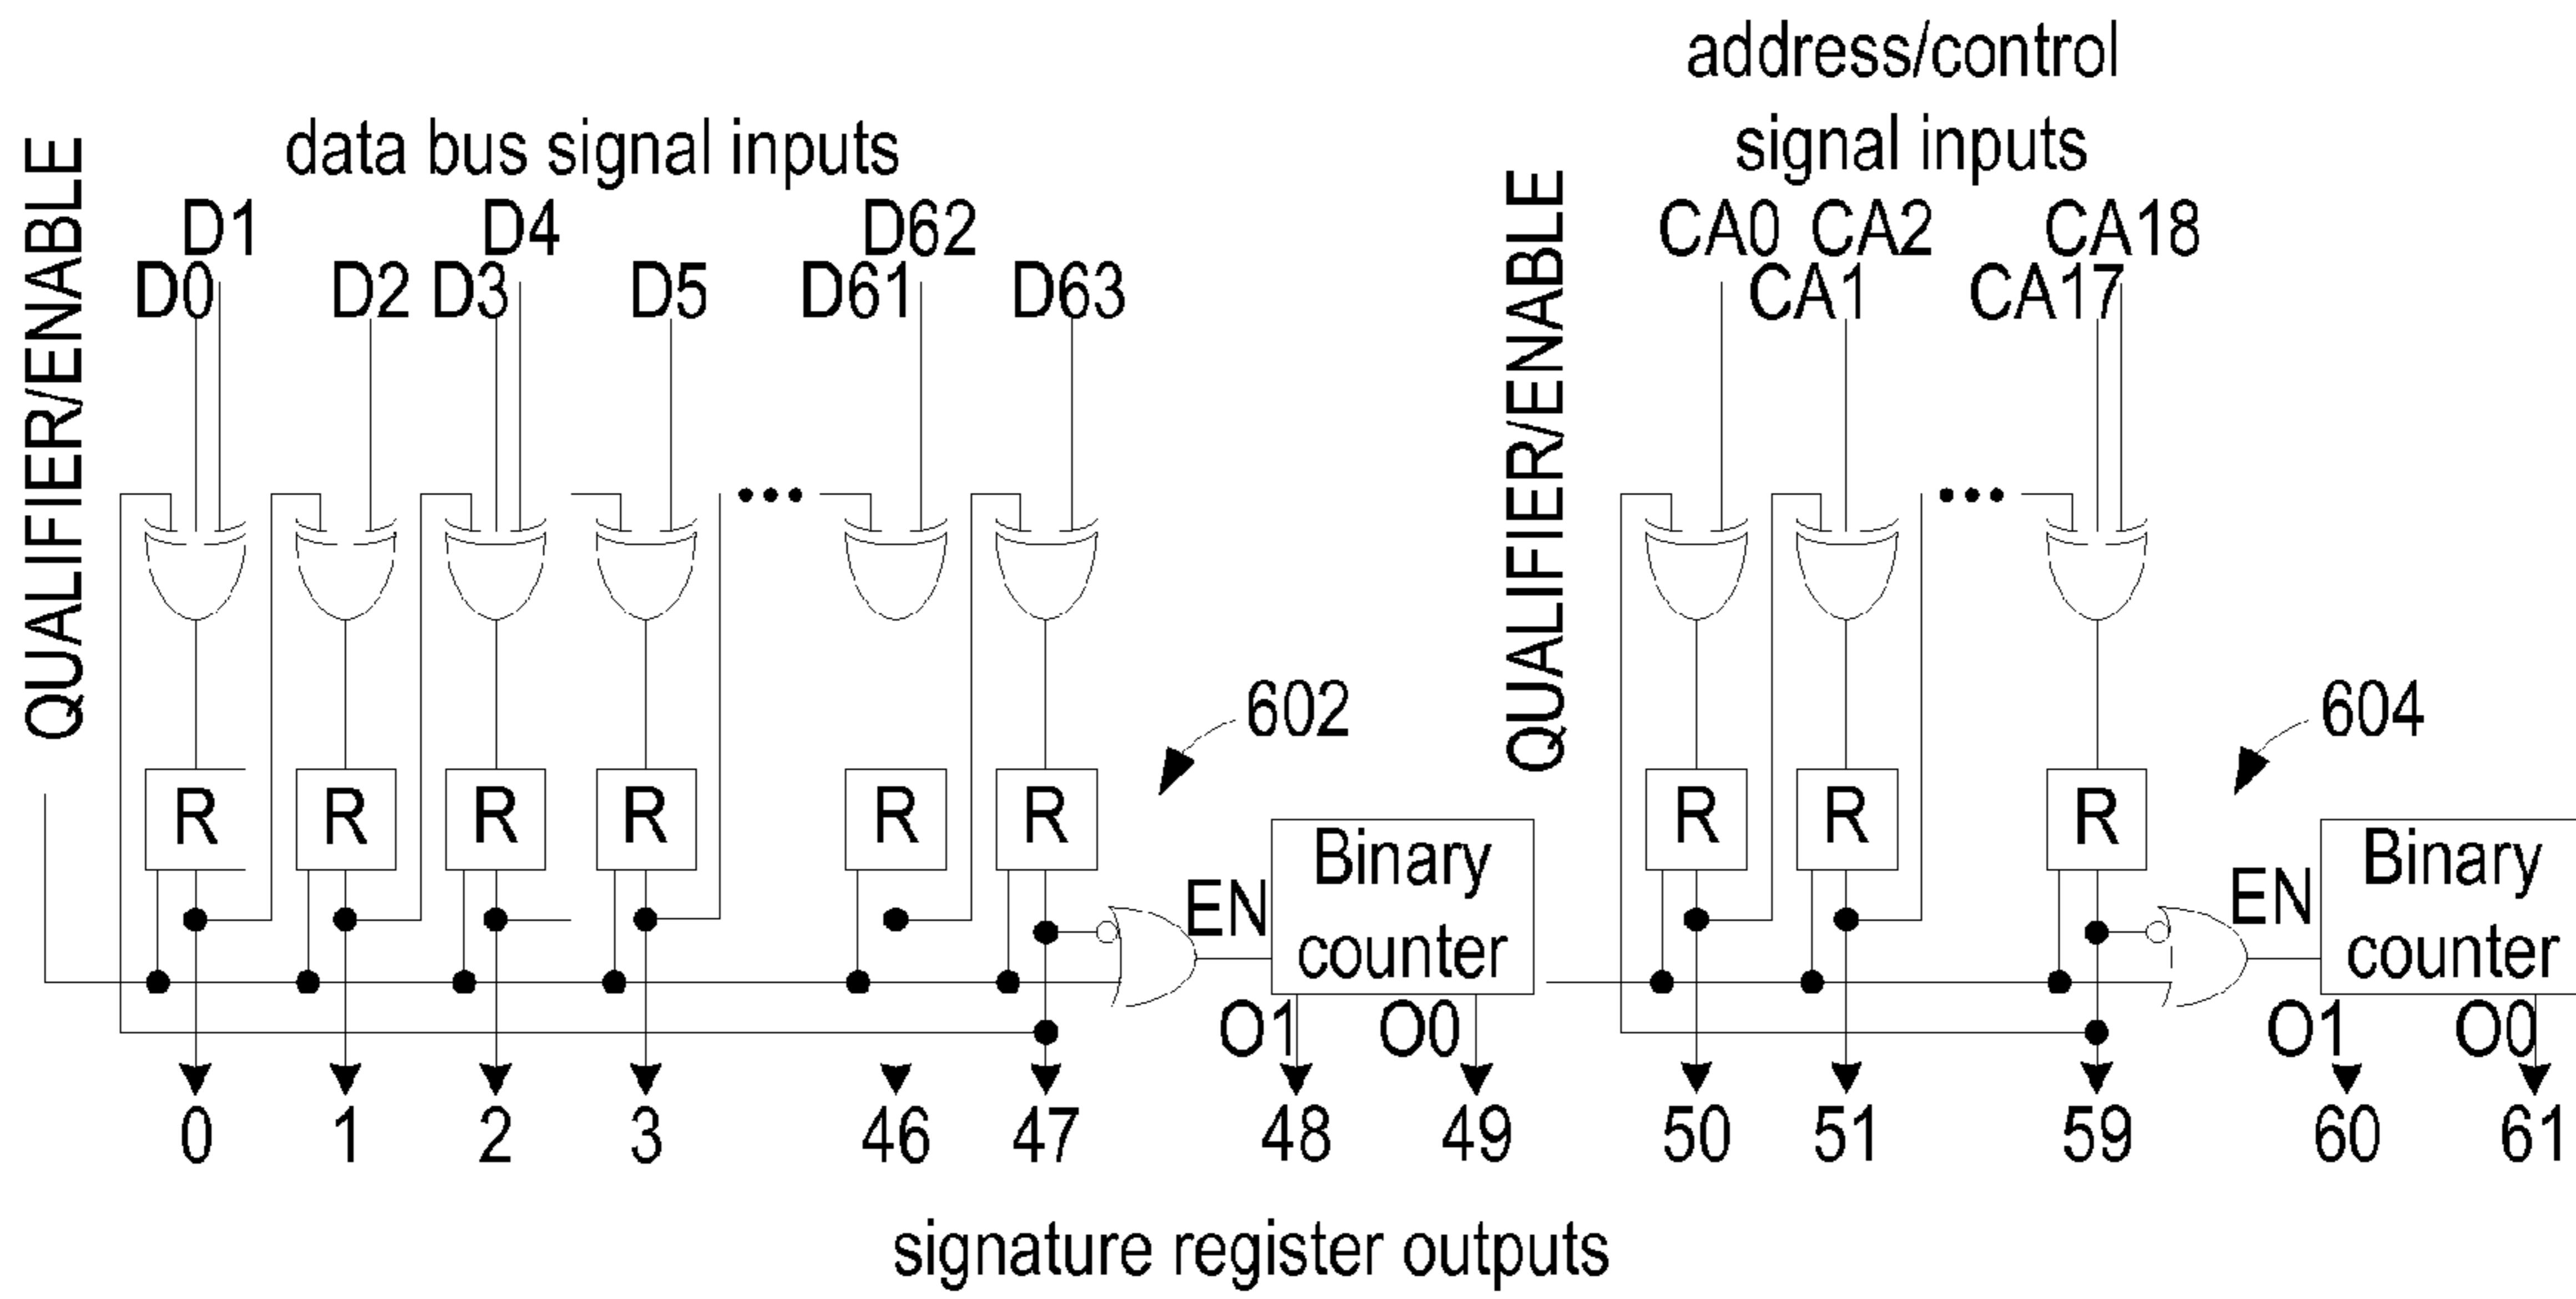 address/control
data bus signal inputs
signal inputs
QUALIFIER/ENABLE
D1 D4 D62
D0 D2 D3 D5 D61 D63
QUALIFIER/ENABLE
CA0 CA2 CA18
CA1 CA17
602
604
R R R R R R
R R R
EN Binary
counter
EN Binary
counter
O1 O0
O1 O0
0 1 2 3 46 47 48 49 50 51 59 60 61
signature register outputs